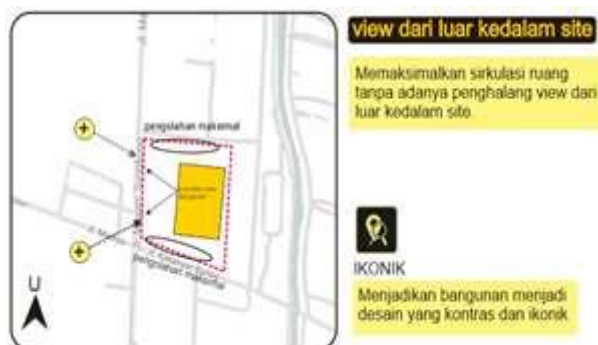 view dari luar kedalam site
Memaksimalkan sirkulasi ruang
tanpa adanya penghalang view dari
luar kedalam site.
pengolahan maksimal
pengolahan maksimal
U
IKONIK
Menjadikan bangunan menjadi
desain yang kontras dan ikonik